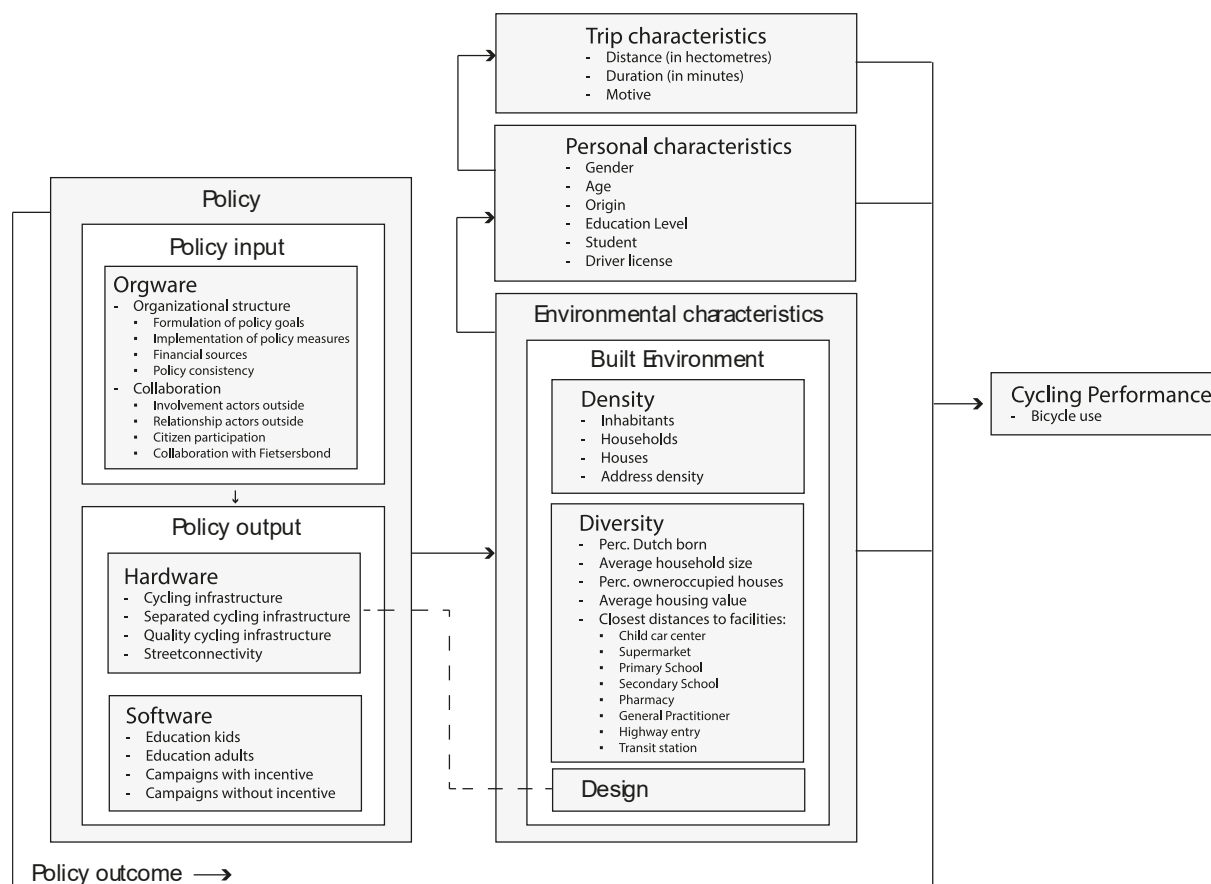 Policy
Policy input
Orgware
- Organizational structure
▪ Formulation of policy goals
▪ Implementation of policy measures
▪ Financial sources
▪ Policy consistency
- Collaboration
▪ Involvement actors outside
▪ Relationship actors outside
▪ Citizen participation
▪ Collaboration with Fietsersbond
Policy output
Hardware
- Cycling infrastructure
- Separated cycling infrastructure
- Quality cycling infrastructure
- Streetconnectivity
Software
- Education kids
- Education adults
- Campaigns with incentive
- Campaigns without incentive
Policy outcome
Trip characteristics
- Distance (in hectometres)
- Duration (in minutes)
- Motive
Personal characteristics
- Gender
- Age
- Origin
- Education Level
- Student
- Driver license
Environmental characteristics
Built Environment
Density
- Inhabitants
- Households
- Houses
- Address density
Diversity
- Perc. Dutch born
- Average household size
- Perc. owneroccupied houses
- Average housing value
- Closest distances to facilities:
▪ Child car center
▪ Supermarket
▪ Primary School
▪ Secondary School
▪ Pharmacy
▪ General Practitioner
▪ Highway entry
▪ Transit station
Design
Cycling Performance
- Bicycle use